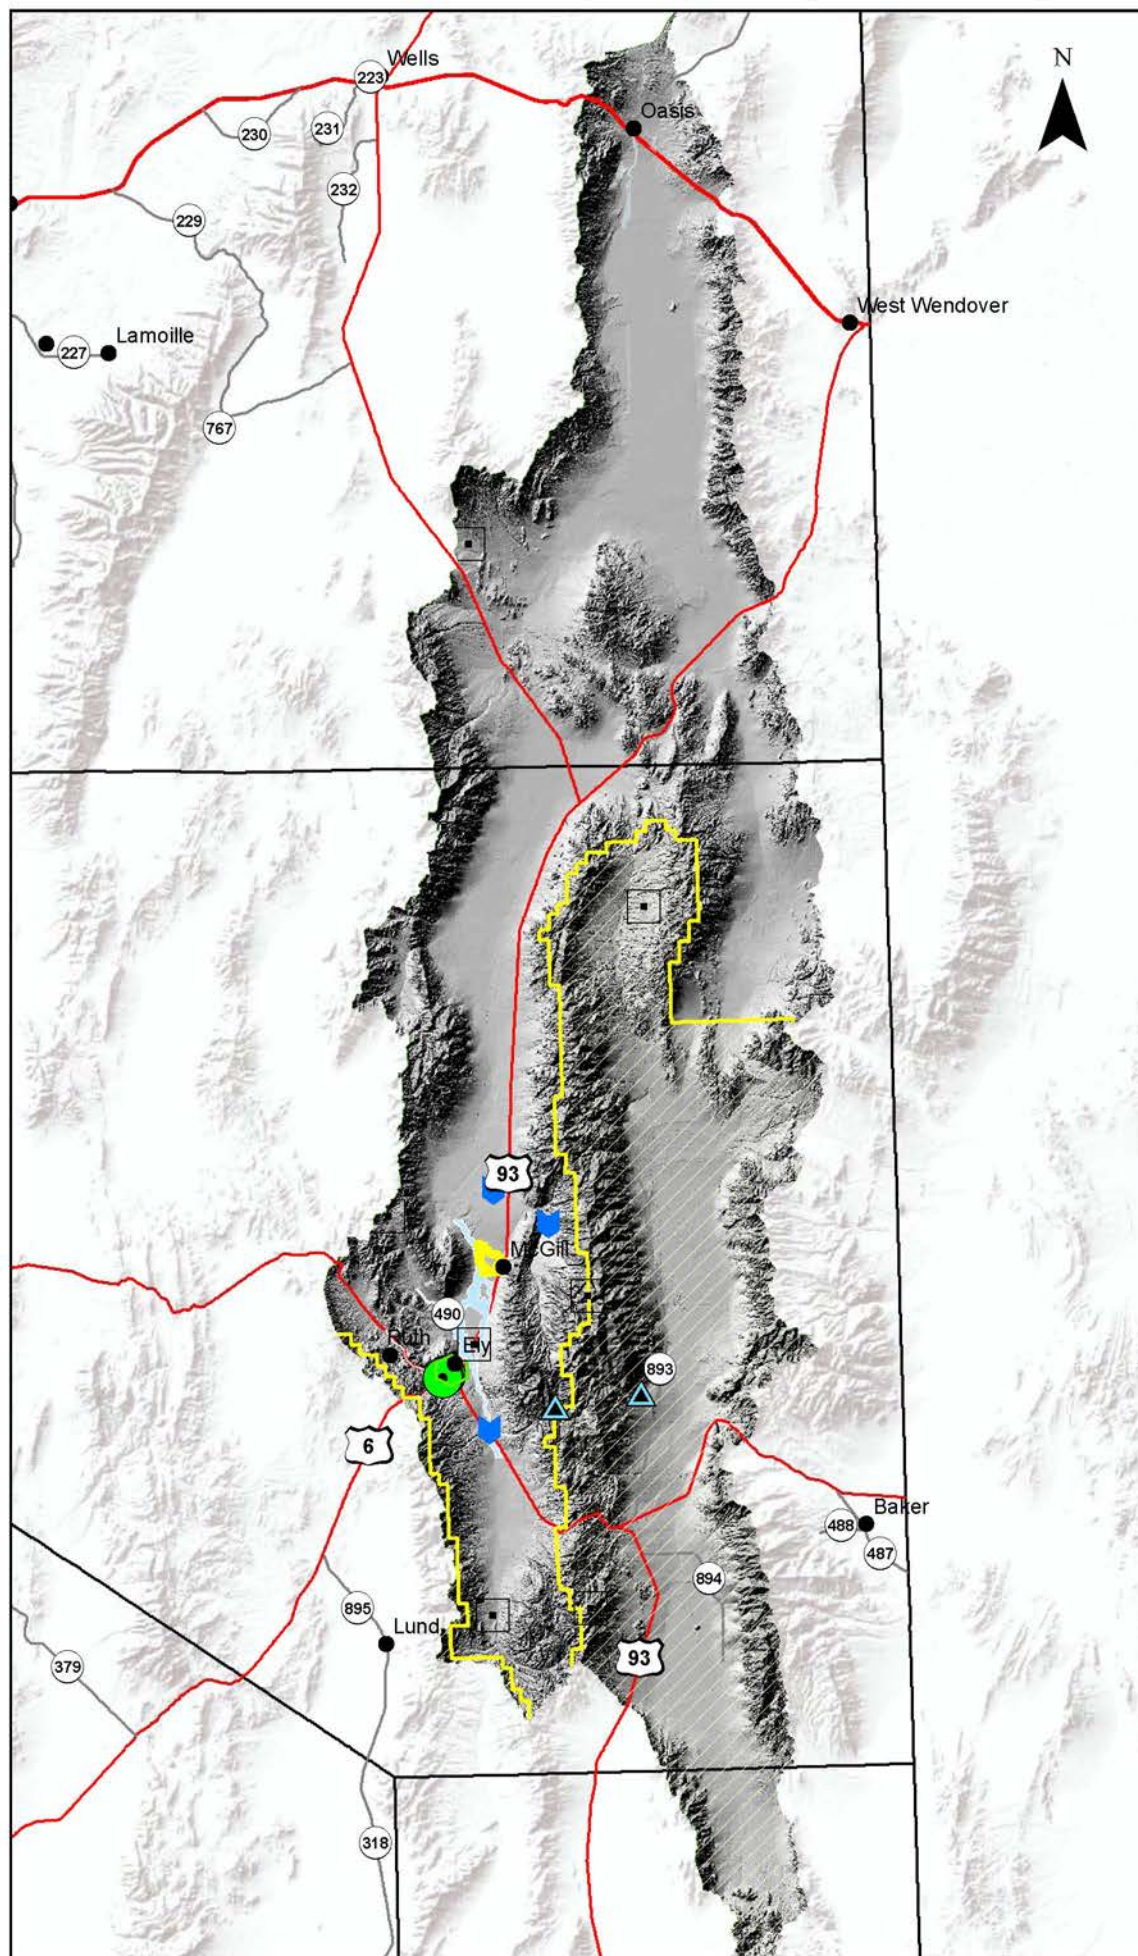 N
Wells
223
Oasis
230
231
232
229
West Wendover
227
Lamoille
767
93
McGill
490
Ruth
Ely
893
6
Baker
488
487
894
895
Lund
93
379
318